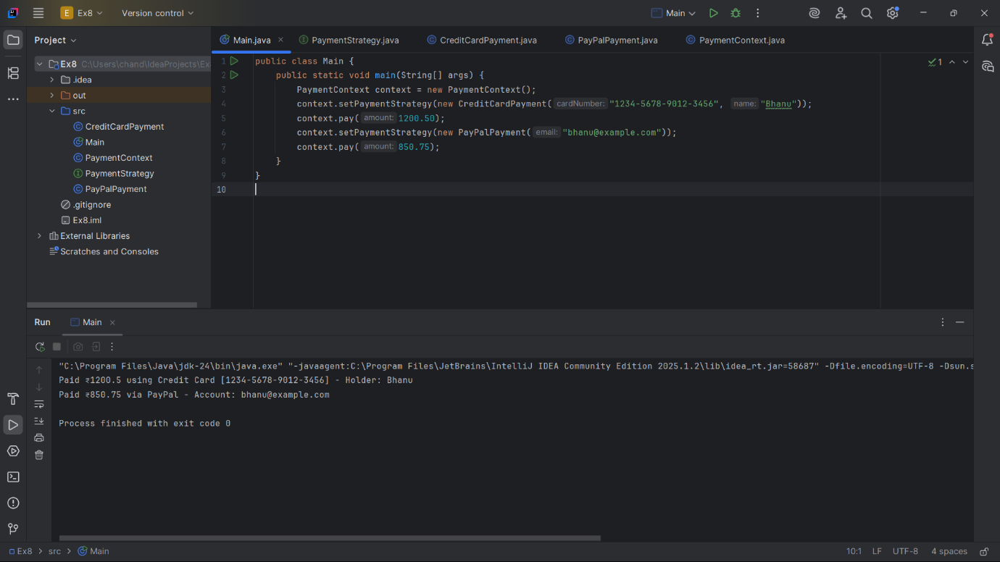 E Ex8 Version control Main
Project
Main.java PaymentStrategy.java CreditCardPayment.java PayPalPayment.java PaymentContext.java
Ex8 C:\Users\chand\IdeaProjects\Ex
.idea
out
src
CreditCardPayment
Main
PaymentContext
PaymentStrategy
PayPalPayment
.gitignore
Ex8.iml
External Libraries
Scratches and Consoles
1 public class Main {
2 public static void main(String[] args) {
3 PaymentContext context = new PaymentContext();
4 context.setPaymentStrategy(new CreditCardPayment( cardNumber: "1234-5678-9012-3456", name: "Bhanu"));
5 context.pay( amount: 1200.50);
6 context.setPaymentStrategy(new PayPalPayment( email: "bhanu@example.com"));
7 context.pay( amount: 850.75);
8 }
9 }
10
1
Run Main
"C:\Program Files\Java\jdk-24\bin\java.exe" "-javaagent:C:\Program Files\JetBrains\IntelliJ IDEA Community Edition 2025.1.2\lib\idea_rt.jar=58687" -Dfile.encoding=UTF-8 -Dsun.s
Paid ₹1200.5 using Credit Card [1234-5678-9012-3456] - Holder: Bhanu
Paid ₹850.75 via PayPal - Account: bhanu@example.com
Process finished with exit code 0
Ex8 > src > Main 10:1 LF UTF-8 4 spaces